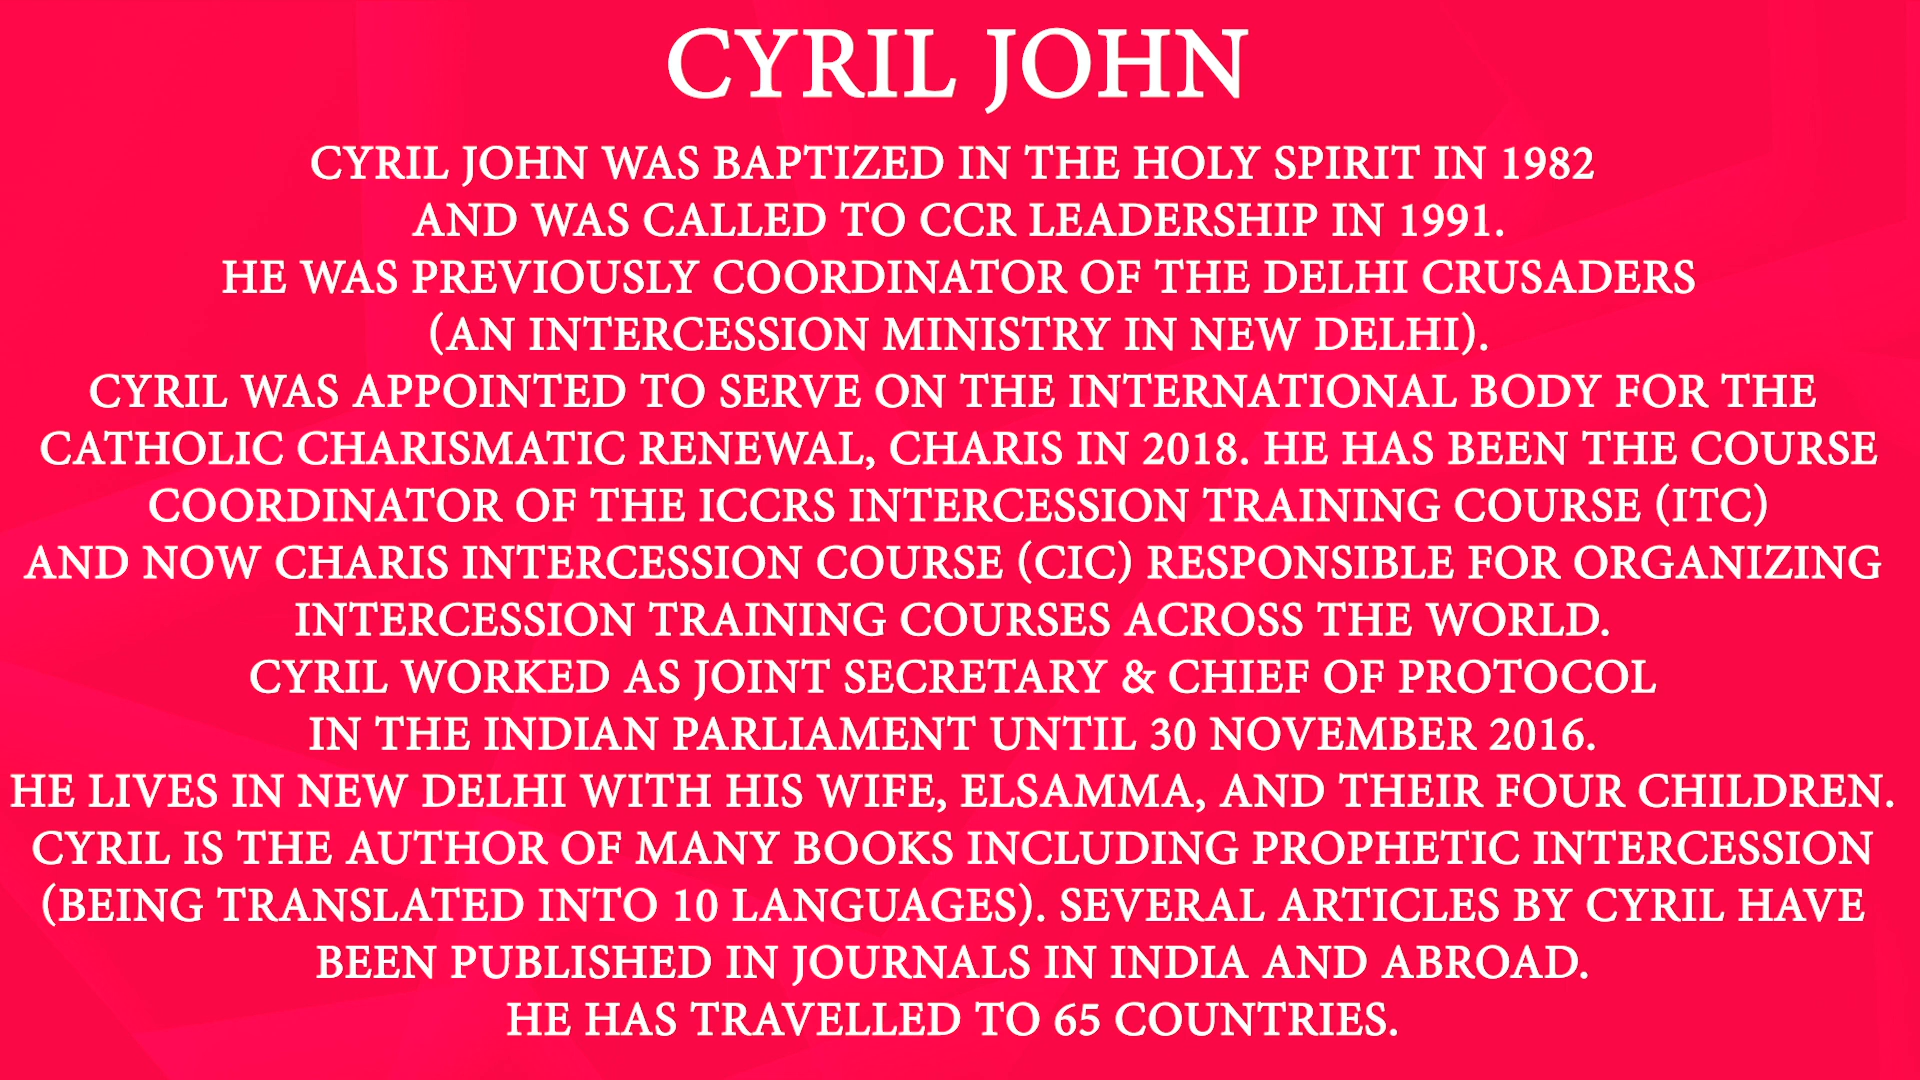 CYRIL JOHN
CYRIL JOHN WAS BAPTIZED IN THE HOLY SPIRIT IN 1982
AND WAS CALLED TO CCR LEADERSHIP IN 1991.
HE WAS PREVIOUSLY COORDINATOR OF THE DELHI CRUSADERS
(AN INTERCESSION MINISTRY IN NEW DELHI).
CYRIL WAS APPOINTED TO SERVE ON THE INTERNATIONAL BODY FOR THE
CATHOLIC CHARISMATIC RENEWAL, CHARIS IN 2018. HE HAS BEEN THE COURSE
COORDINATOR OF THE ICCRS INTERCESSION TRAINING COURSE (ITC)
AND NOW CHARIS INTERCESSION COURSE (CIC) RESPONSIBLE FOR ORGANIZING
INTERCESSION TRAINING COURSES ACROSS THE WORLD.
CYRIL WORKED AS JOINT SECRETARY & CHIEF OF PROTOCOL
IN THE INDIAN PARLIAMENT UNTIL 30 NOVEMBER 2016.
HE LIVES IN NEW DELHI WITH HIS WIFE, ELSAMMA, AND THEIR FOUR CHILDREN.
CYRIL IS THE AUTHOR OF MANY BOOKS INCLUDING PROPHETIC INTERCESSION
(BEING TRANSLATED INTO 10 LANGUAGES). SEVERAL ARTICLES BY CYRIL HAVE
BEEN PUBLISHED IN JOURNALS IN INDIA AND ABROAD.
HE HAS TRAVELLED TO 65 COUNTRIES.